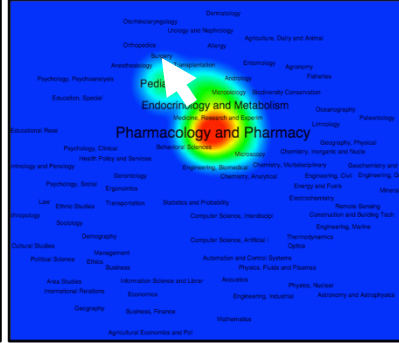 Dermatology
Otorhinolaryngology
Urology and Nephrology
Agriculture, Dairy and Animal
Orthopedics
Allergy
Surgery
Anesthesiology
Transplantation
Entomology
Agronomy
Psychology, Psychoanalysis
Andrology
Fisheries
Pedia
Microbiology
Biodiversity Conservation
Education, Special
Endocrinology and Metabolism
Oceanography
Medicine, Research and Experim
Paleontology
Limnology
Educational Rese
Pharmacology and Pharmacy
Geography, Physical
Psychology, Clinical
Behavioral Sciences
Microscopy
Chemistry, Inorganic and Nucle
Health Policy and Services
Chemistry, Multidisciplinary
Geochemistry and
Criminology and Penology
Engineering, Biomedical
Gerontology
Chemistry, Analytical
Engineering, Civil
Engineering, G
Psychology, Social
Ergonomics
Energy and Fuels
Minera
Electrochemistry
Law
Ethnic Studies
Transportation
Statistics and Probability
Remote Sensing
Computer Science, Interdiscipl
Construction and Building Tech
Sociology
Engineering, Marine
Demography
Computer Science, Artificial I
Thermodynamics
Cultural Studies
Optics
Management
Political Science
Ethics
Automation and Control Systems
Business
Physics, Fluids and Plasmas
Area Studies
Information Science and Librar
Acoustics
Physics, Nuclear
International Relations
Economics
Engineering, Industrial
Astronomy and Astrophysics
Geography
Business, Finance
Mathematics
Agricultural Economics and Pol